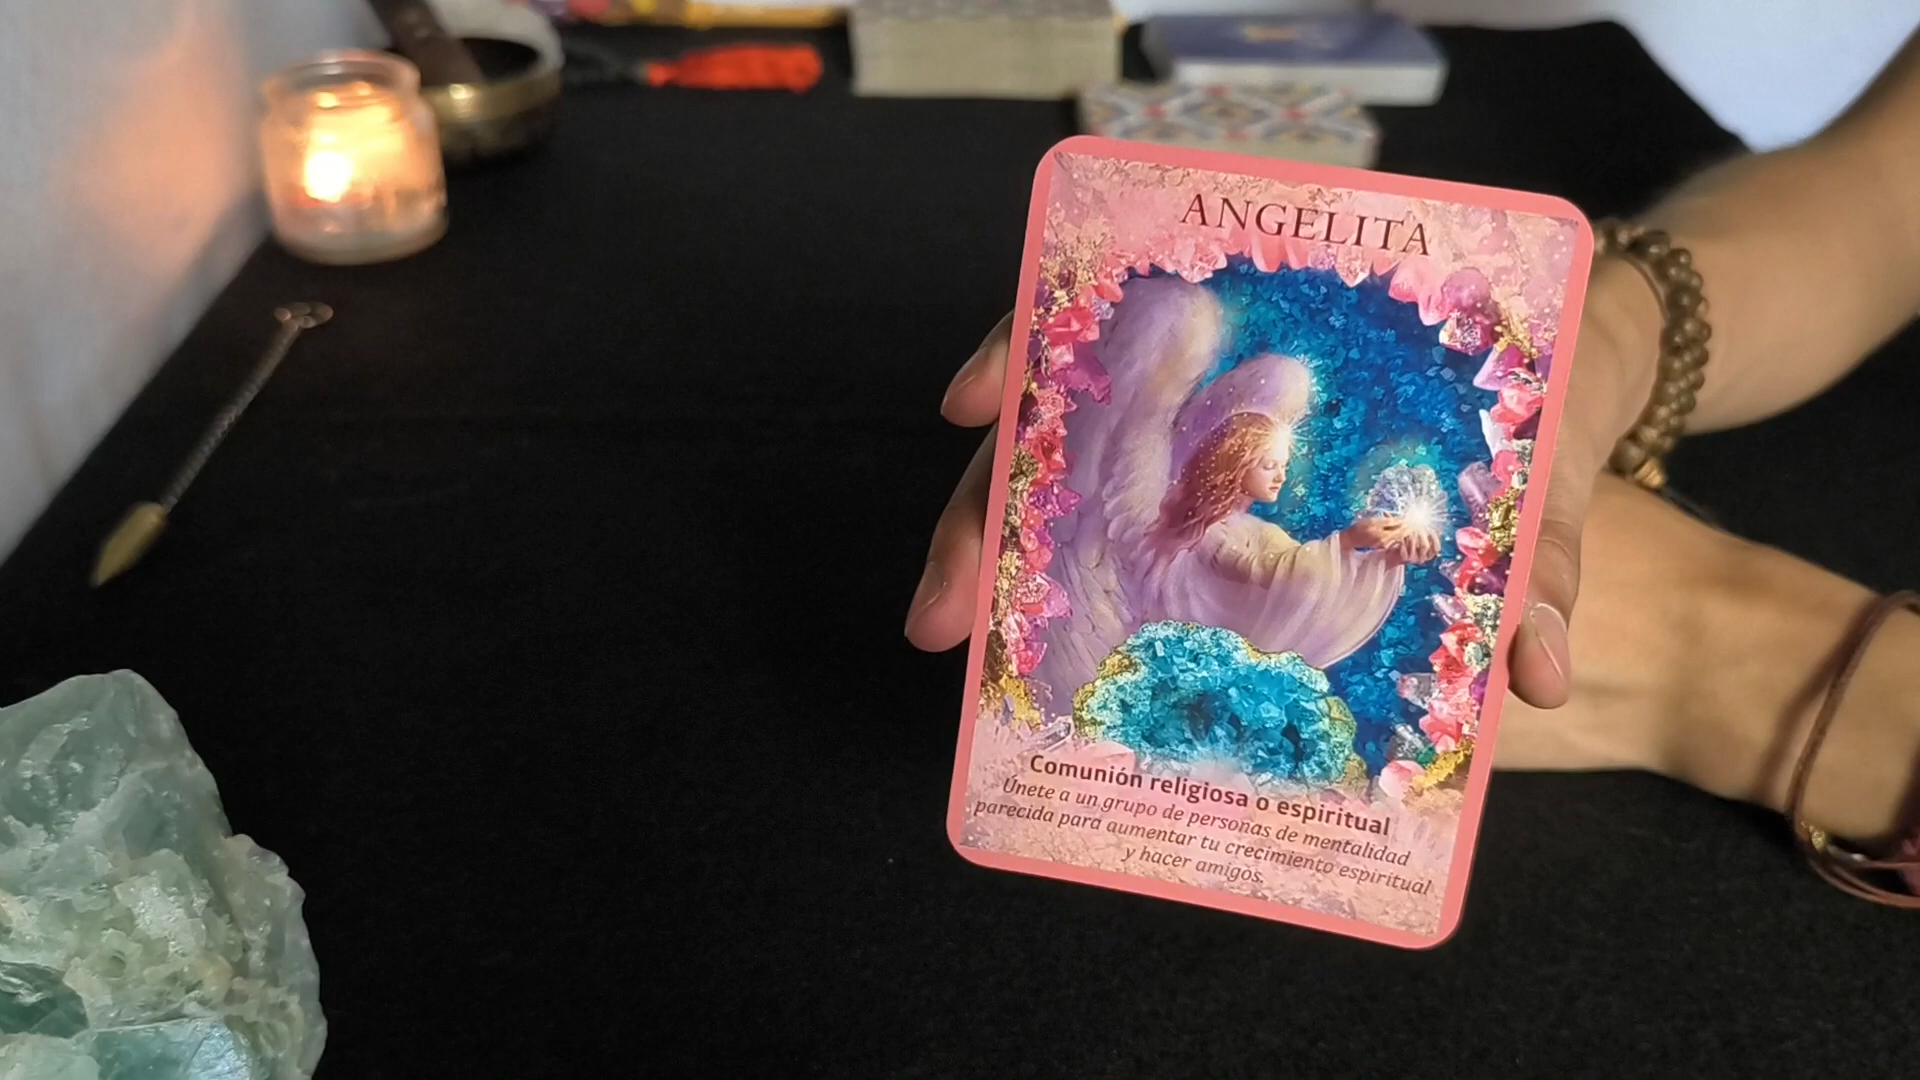 ANGELITA
Comunión religiosa o espiritual
Únete a un grupo de personas de mentalidad
parecida para aumentar tu crecimiento espiritual
y hacer amigos.